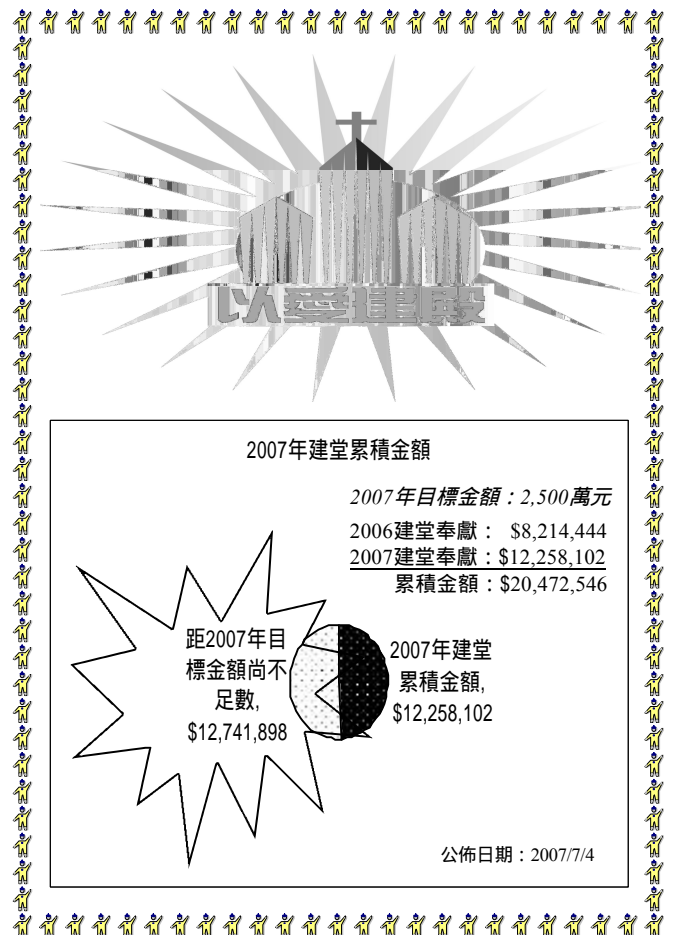 以愛建殿
2007年建堂累積金額
2007年目標金額：2,500萬元
2006建堂奉獻： $8,214,444
2007建堂奉獻：$12,258,102
累積金額：$20,472,546
距2007年目
標金額尚不
足數,
$12,741,898
2007年建堂
累積金額,
$12,258,102
公佈日期：2007/7/4